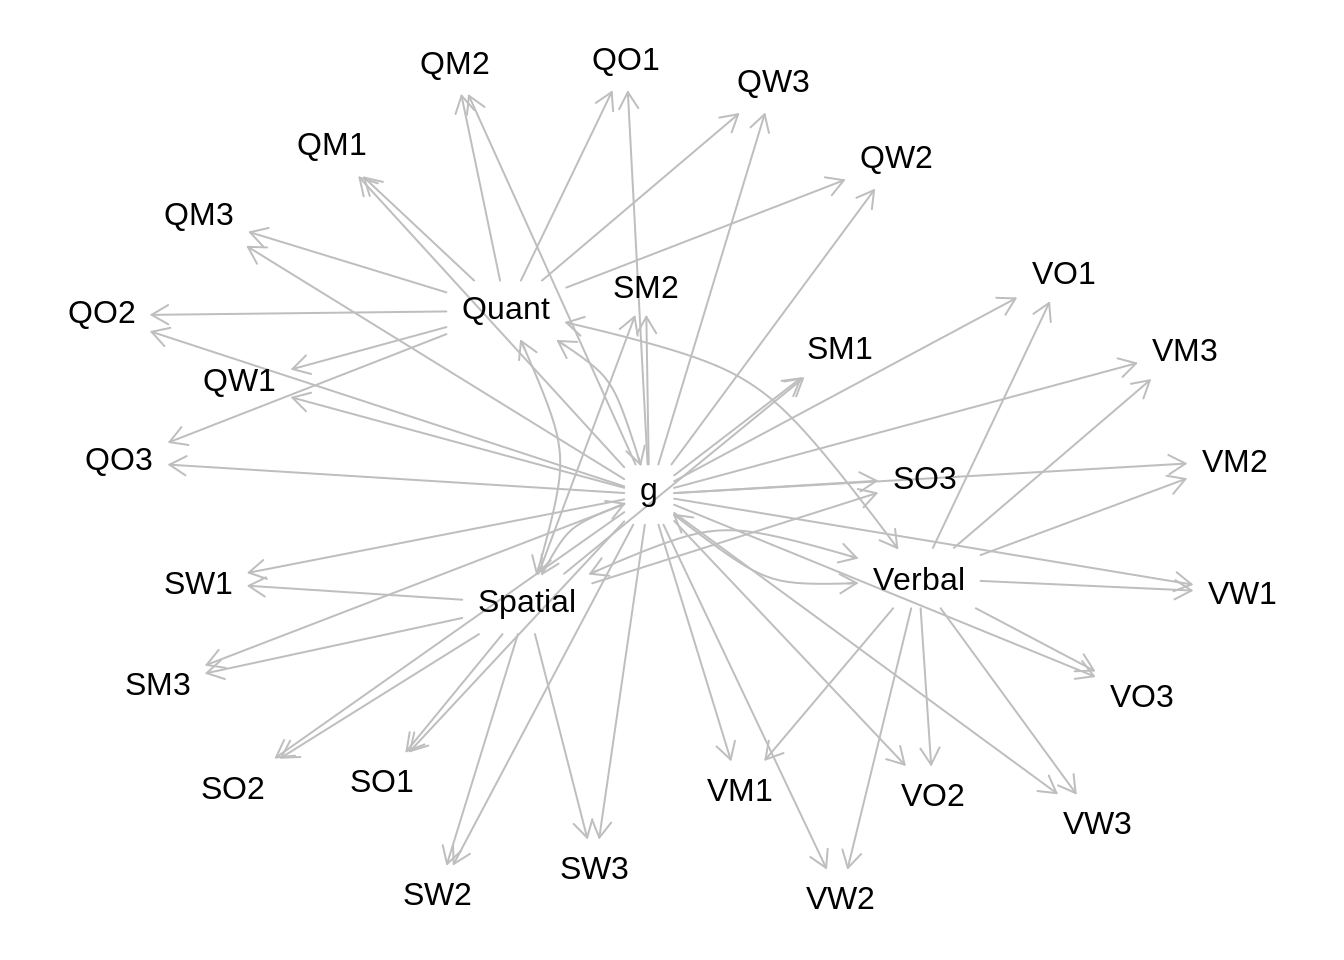 QO1
QM2
QW3
QM1
QW2
QM3
VO1
SM2
Quant
QO2
SM1
VM3
QW1
QO3
VM2
SO3
g
Verbal
SW1
VW1
Spatial
SM3
VO3
SO1
SO2
VM1
VO2
VW3
SW3
SW2
VW2